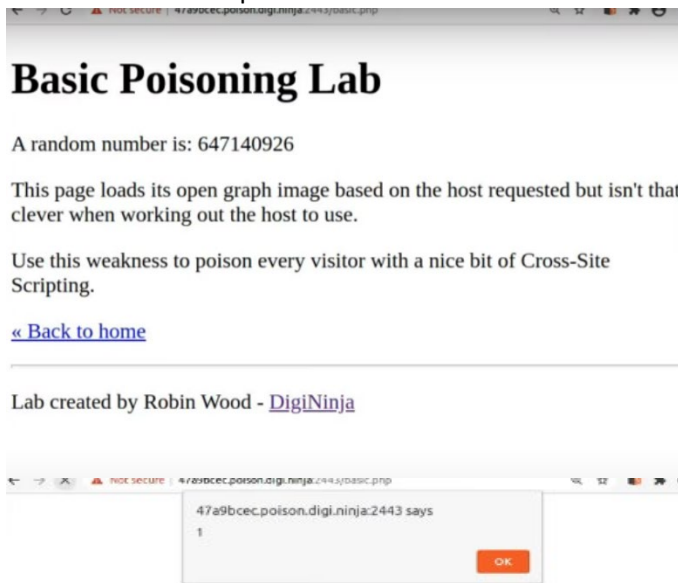 Not secure | 47a9bcec.poison.digi.ninja:2443/basic.php
Basic Poisoning Lab
A random number is: 647140926
This page loads its open graph image based on the host requested but isn't that
clever when working out the host to use.
Use this weakness to poison every visitor with a nice bit of Cross-Site
Scripting.
« Back to home
Lab created by Robin Wood - DigiNinja
Not secure | 47a9bcec.poison.digi.ninja:2443/basic.php
47a9bcec.poison.digi.ninja:2443 says
1
OK